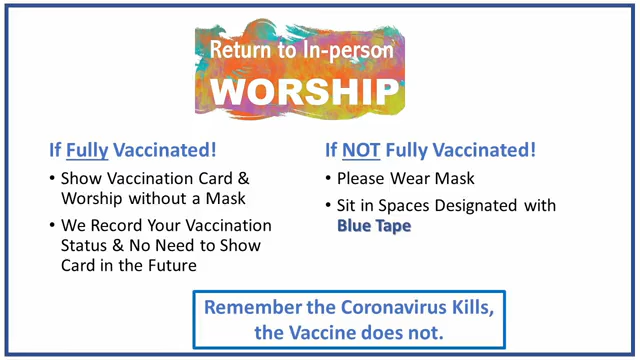 Return to In-person
WORSHIP
If Fully Vaccinated!
• Show Vaccination Card &
Worship without a Mask
• We Record Your Vaccination
Status & No Need to Show
Card in the Future
If NOT Fully Vaccinated!
• Please Wear Mask
• Sit in Spaces Designated with
Blue Tape
Remember the Coronavirus Kills,
the Vaccine does not.